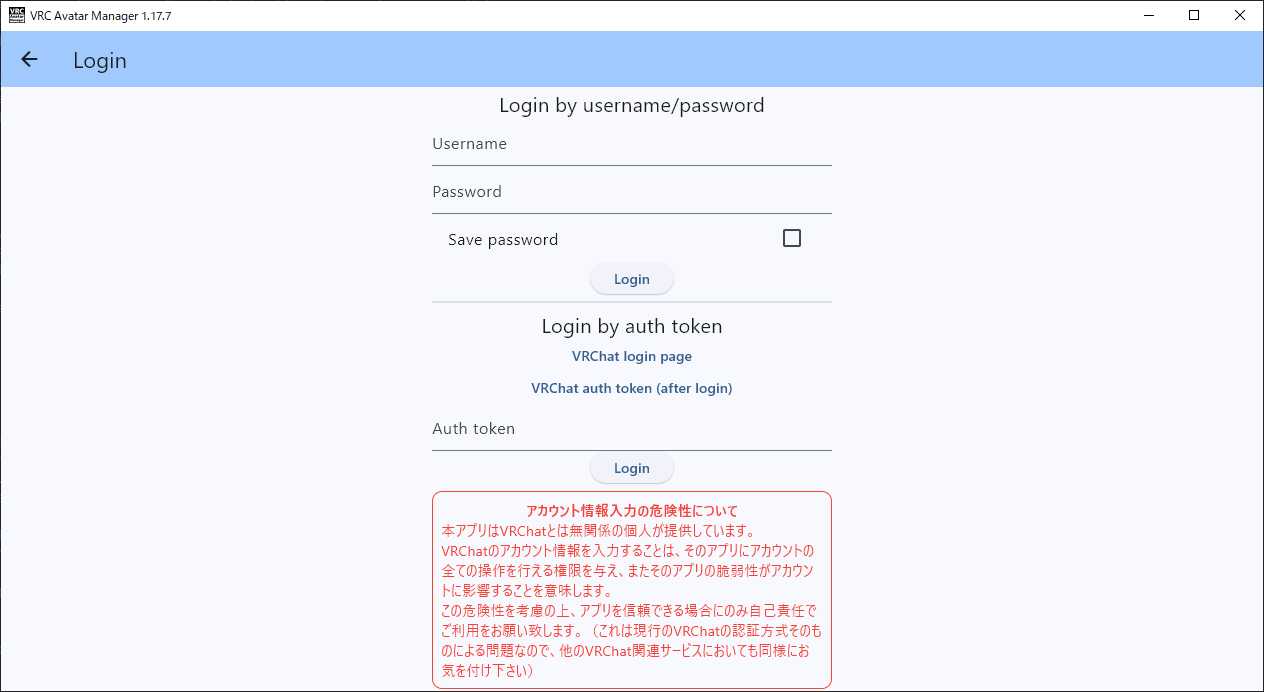 VRC Avatar Manager
VRC Avatar Manager 1.17.7
Login
Login by username/password
Username
Password
Save password
Login
Login by auth token
VRChat login page
VRChat auth token (after login)
Auth token
Login
アカウント情報入力の危険性について
本アプリはVRChatとは無関係の個人が提供しています。
VRChatのアカウント情報を入力することは、そのアプリにアカウントの
全ての操作を行える権限を与え、またそのアプリの脆弱性がアカウン
トに影響することを意味します。
この危険性を考慮の上、アプリを信頼できる場合にのみ自己責任で
ご利用をお願い致します。（これは現行のVRChatの認証方式そのも
のによる問題なので、他のVRChat関連サービスにおいても同様にお
気を付け下さい）